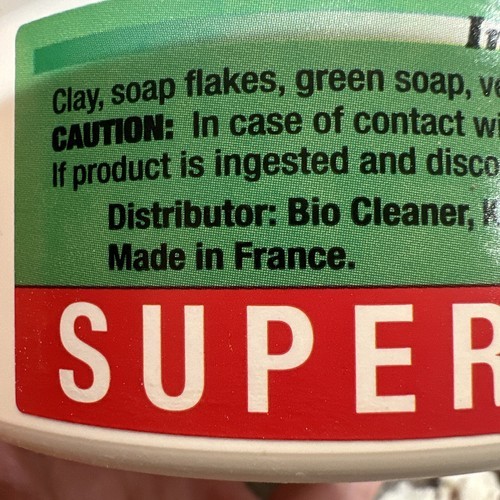 Clay, soap flakes, green soap,
CAUTION: In case of contact
If product is ingested and
Distributor: Bio Cleaner,
Made in France.
SUPER